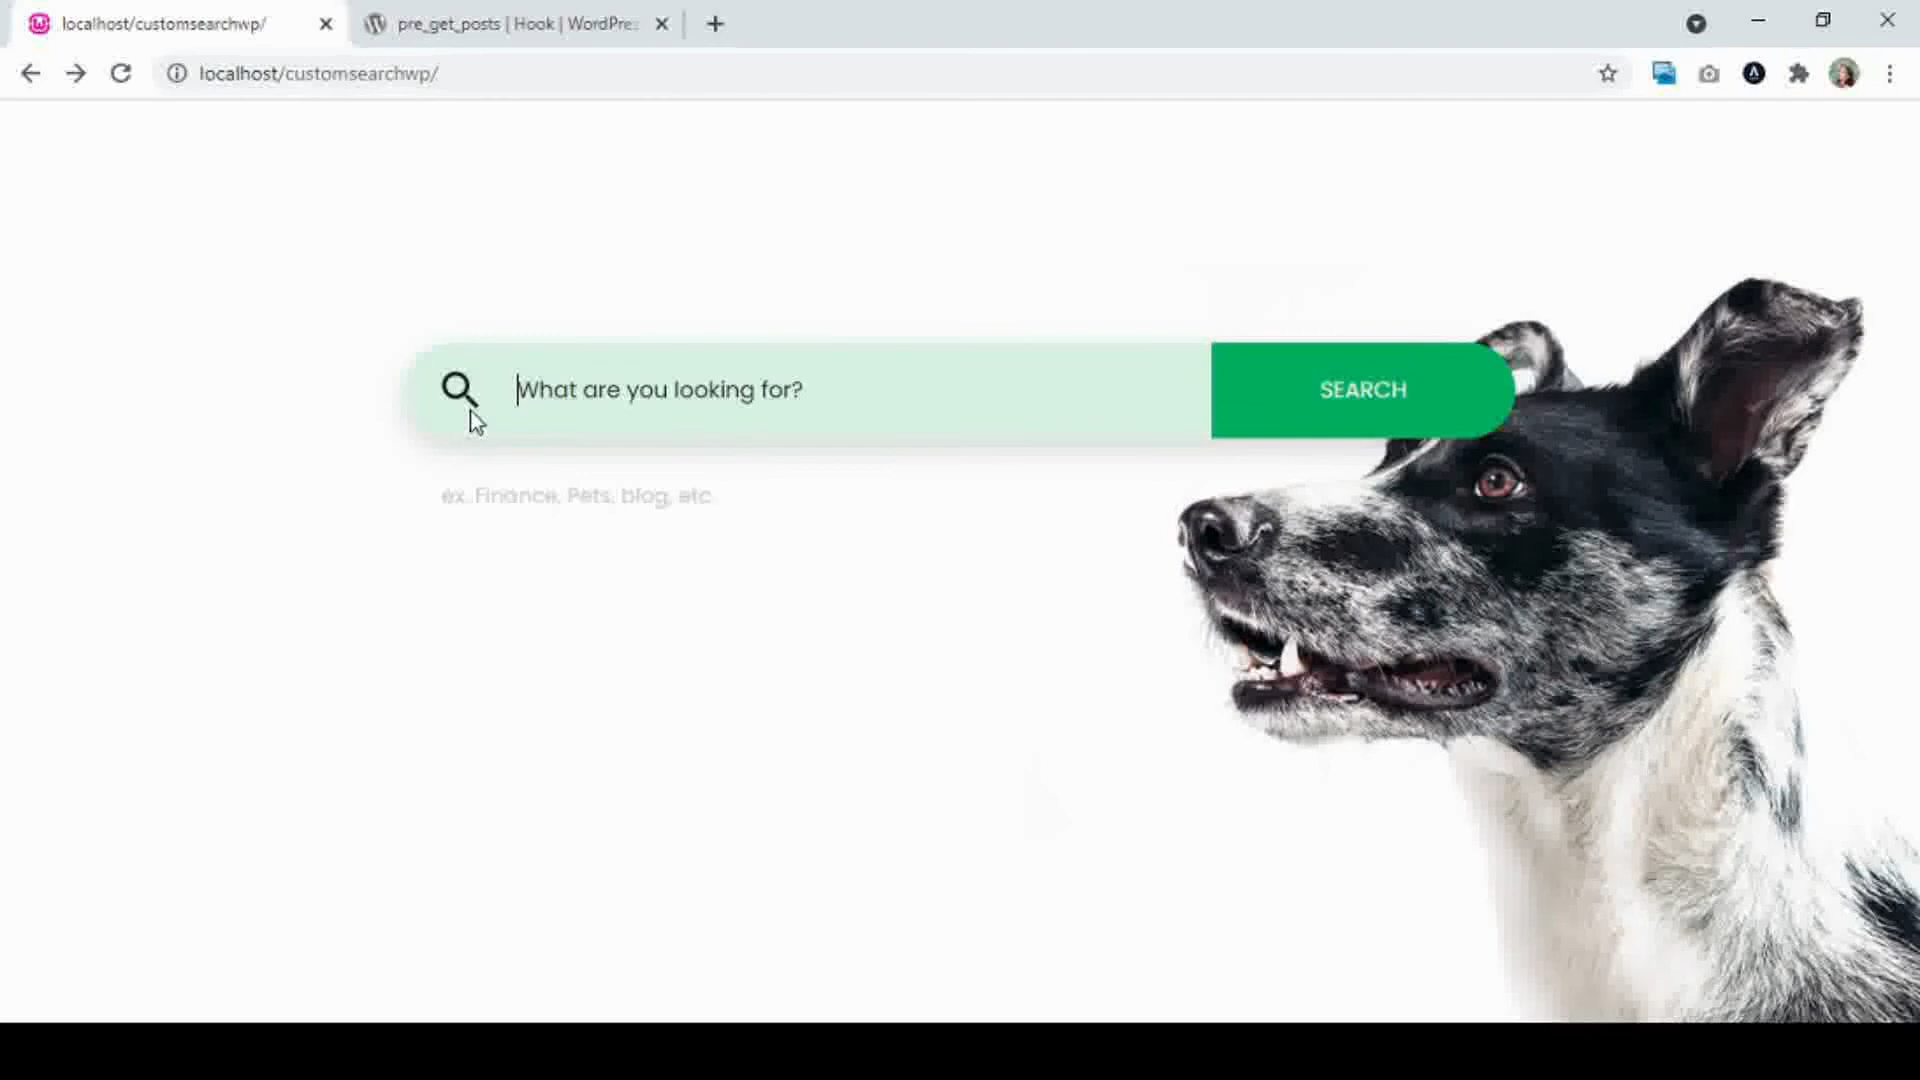 localhost/customsearchwp/
pre_get_posts | Hook | WordPre
localhost/customsearchwp/
What are you looking for?
SEARCH
ex. Finance, Pets, blog, etc.